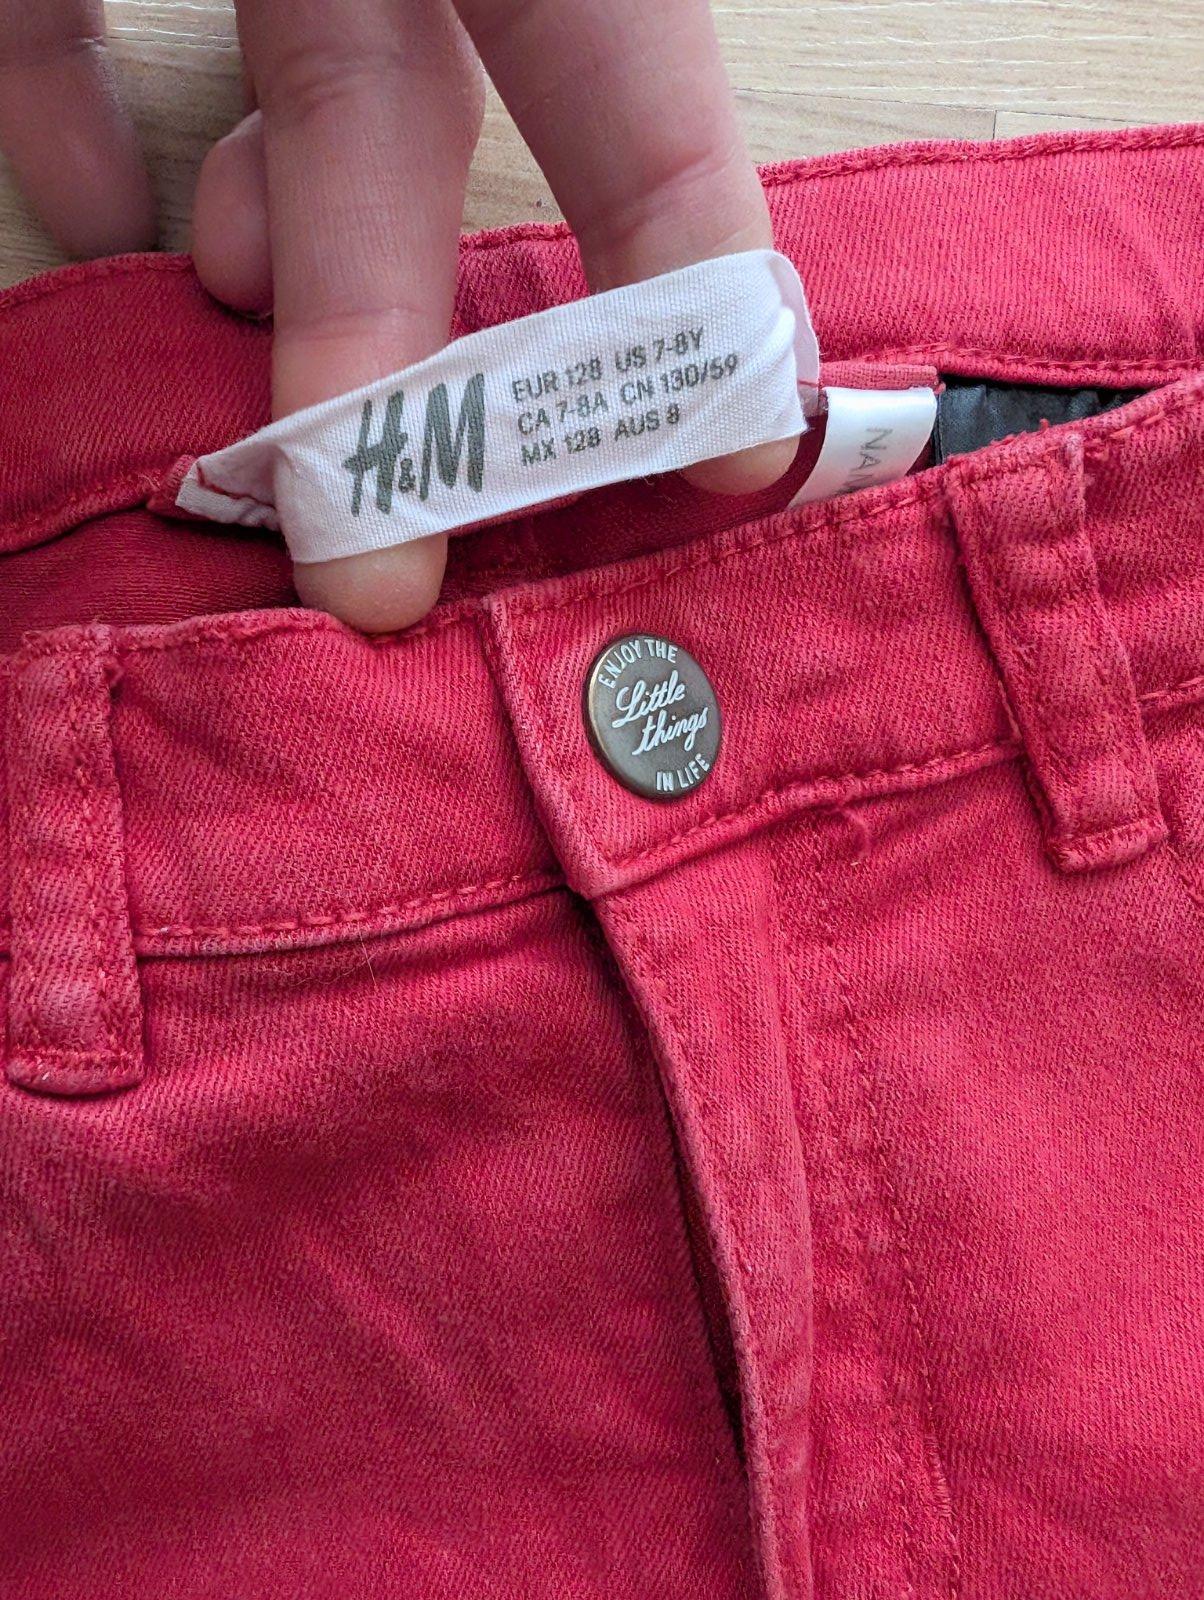 H&M
EUR 128 US 7-8Y
CA 7-8A CN 130/59
MX 128 AUS 8
ENJOY THE
Little
things
IN LIFE